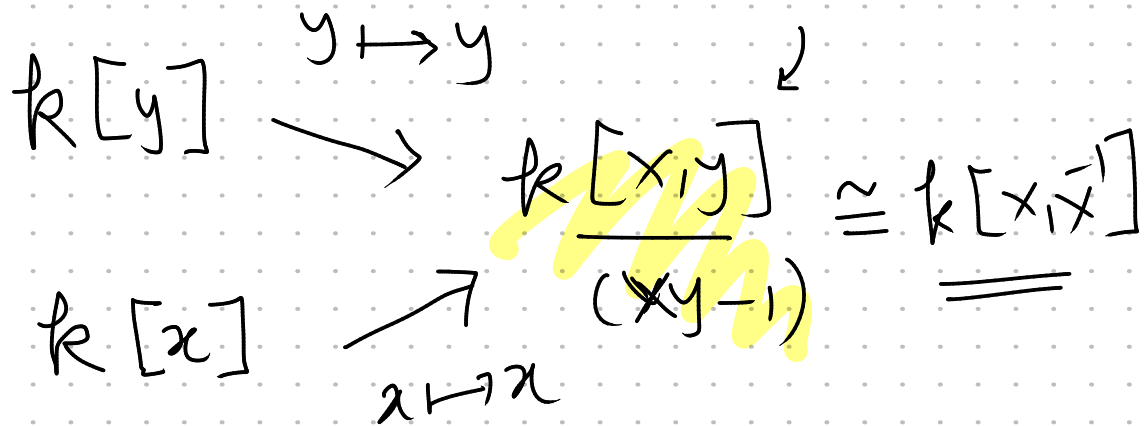 y ↦ y
k[y]
k[x,y]
(xy-1)
≅ k[x,x⁻¹]
k[x]
x ↦ x